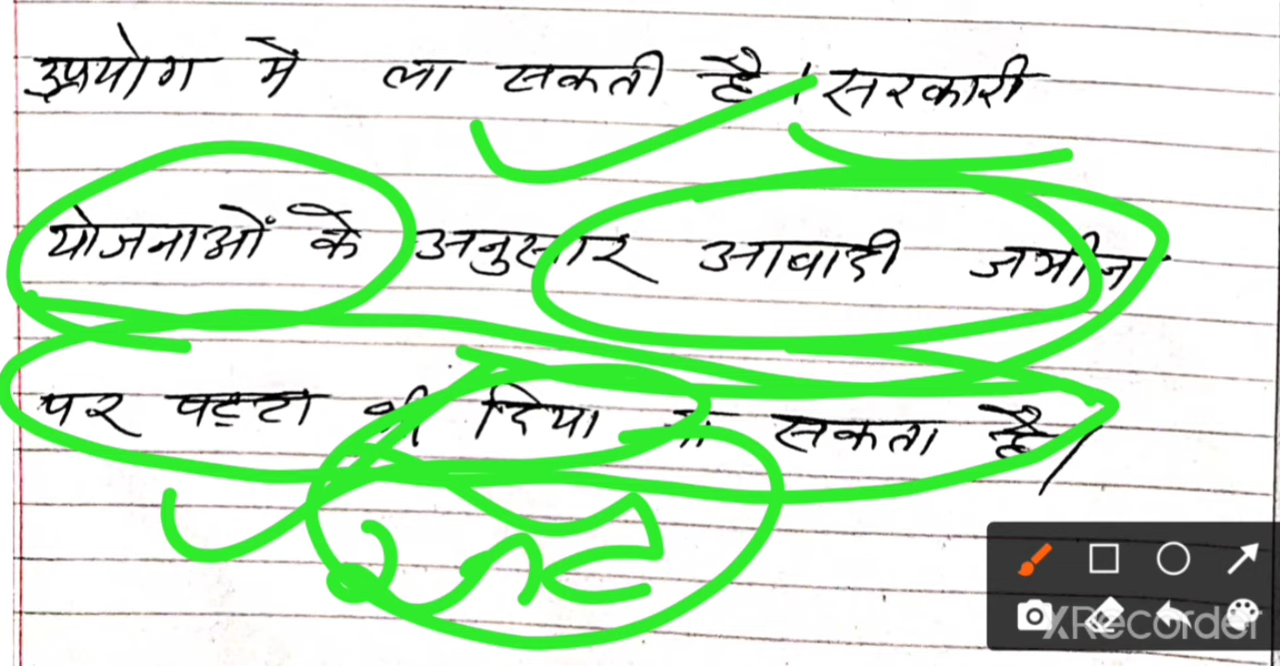 उपयोग मे ला सकती है। सरकारी
योजनाओं के अनुसार आबादी जमीन
पर पट्टा भी दिया जा सकता है।
XRecorder